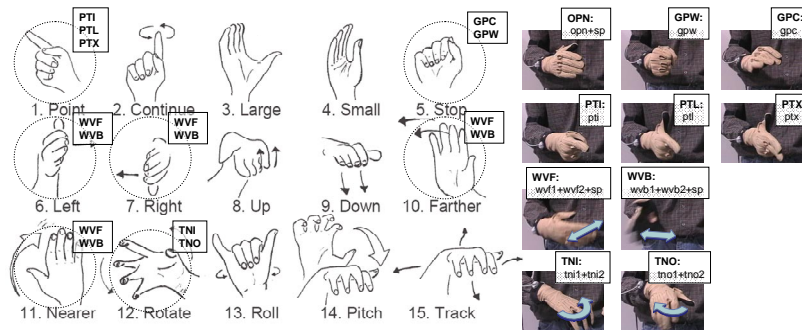 PTI
PTL
PTX
1. Point
2. Continue
3. Large
4. Small
GPC
GPW
5. Stop
WVF
WVB
6. Left
WVF
WVB
7. Right
8. Up
9. Down
WVF
WVB
10. Farther
WVF
WVB
11. Nearer
TNI
TNO
12. Rotate
13. Roll
14. Pitch
15. Track
OPN:
opn+sp
GPW:
gpw
GPC:
gpc
PTI:
pti
PTL:
ptl
PTX:
ptx
WVF:
wvf1+wvf2+sp
WVB:
wvb1+wvb2+sp
TNI:
tni1+tni2
TNO:
tno1+tno2